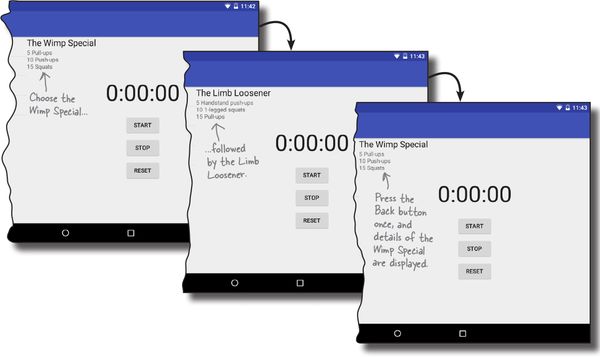 11:42
The Wimp Special
5 Pull-ups
10 Push-ups
15 Squats
Choose the
Wimp Special...
0:00:00
START
STOP
RESET
11:43
The Limb Loosener
5 Handstand push-ups
10 1-legged squats
15 Pull-ups
...followed
by the Limb
Loosener.
0:00:00
START
STOP
RESET
11:43
The Wimp Special
5 Pull-ups
10 Push-ups
15 Squats
Press the
Back button
once, and
details of the
Wimp Special
are displayed.
0:00:00
START
STOP
RESET